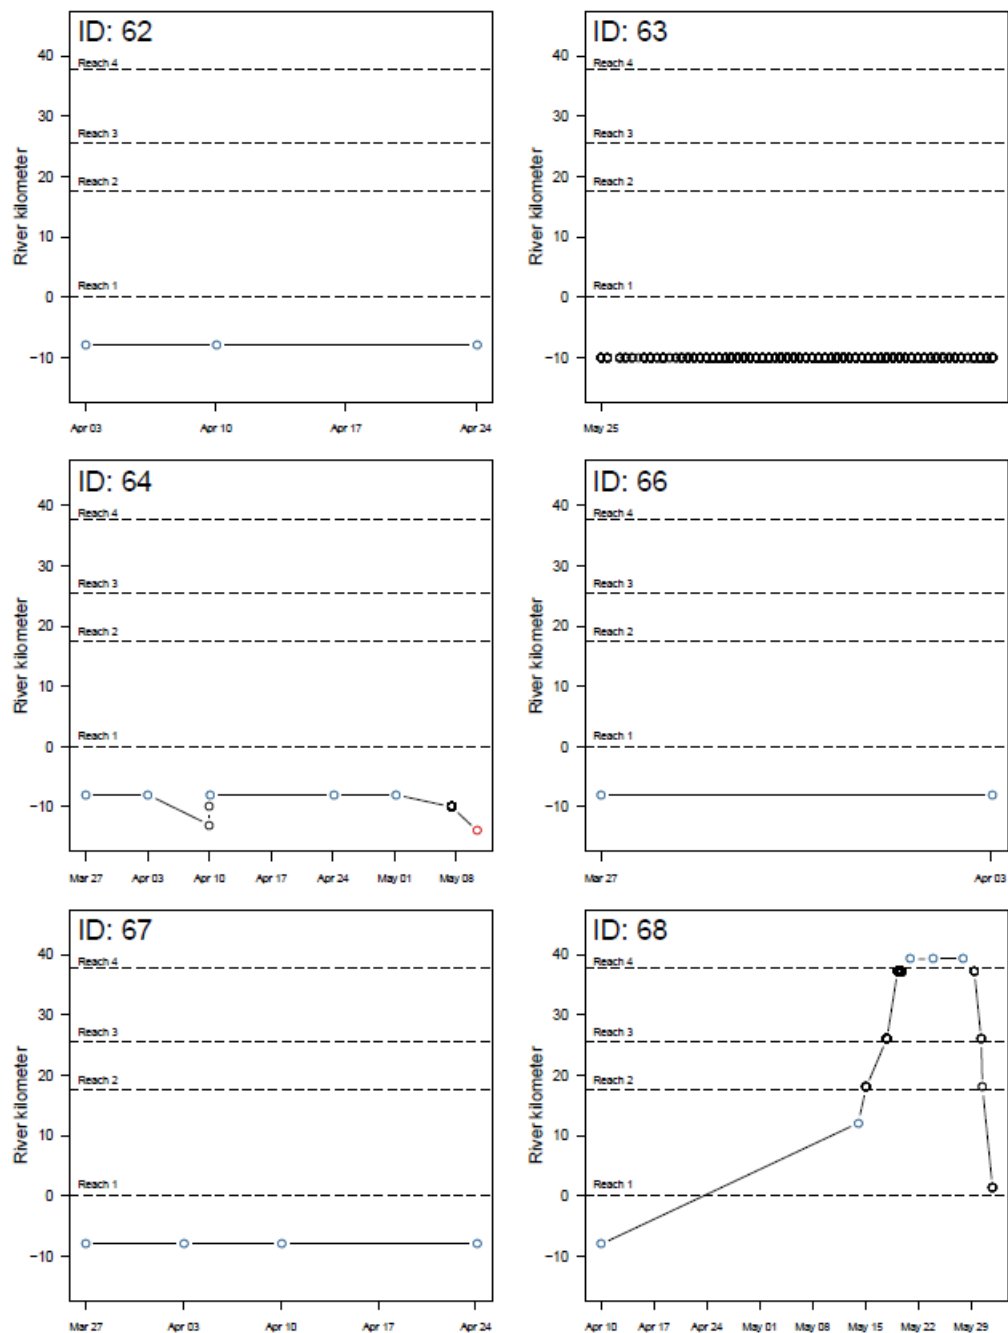 ID: 62
40
Reach 4
30
Reach 3
20
Reach 2
10
Reach 1
0
−10
River kilometer
Apr 03 Apr 10 Apr 17 Apr 24
ID: 63
40
Reach 4
30
Reach 3
20
Reach 2
10
Reach 1
0
−10
River kilometer
May 25
ID: 64
40
Reach 4
30
Reach 3
20
Reach 2
10
Reach 1
0
−10
River kilometer
Mar 27 Apr 03 Apr 10 Apr 17 Apr 24 May 01 May 08
ID: 66
40
Reach 4
30
Reach 3
20
Reach 2
10
Reach 1
0
−10
River kilometer
Mar 27 Apr 03
ID: 67
40
Reach 4
30
Reach 3
20
Reach 2
10
Reach 1
0
−10
River kilometer
Mar 27 Apr 03 Apr 10 Apr 17 Apr 24
ID: 68
40
Reach 4
30
Reach 3
20
Reach 2
10
Reach 1
0
−10
River kilometer
Apr 10 Apr 17 Apr 24 May 01 May 08 May 15 May 22 May 29